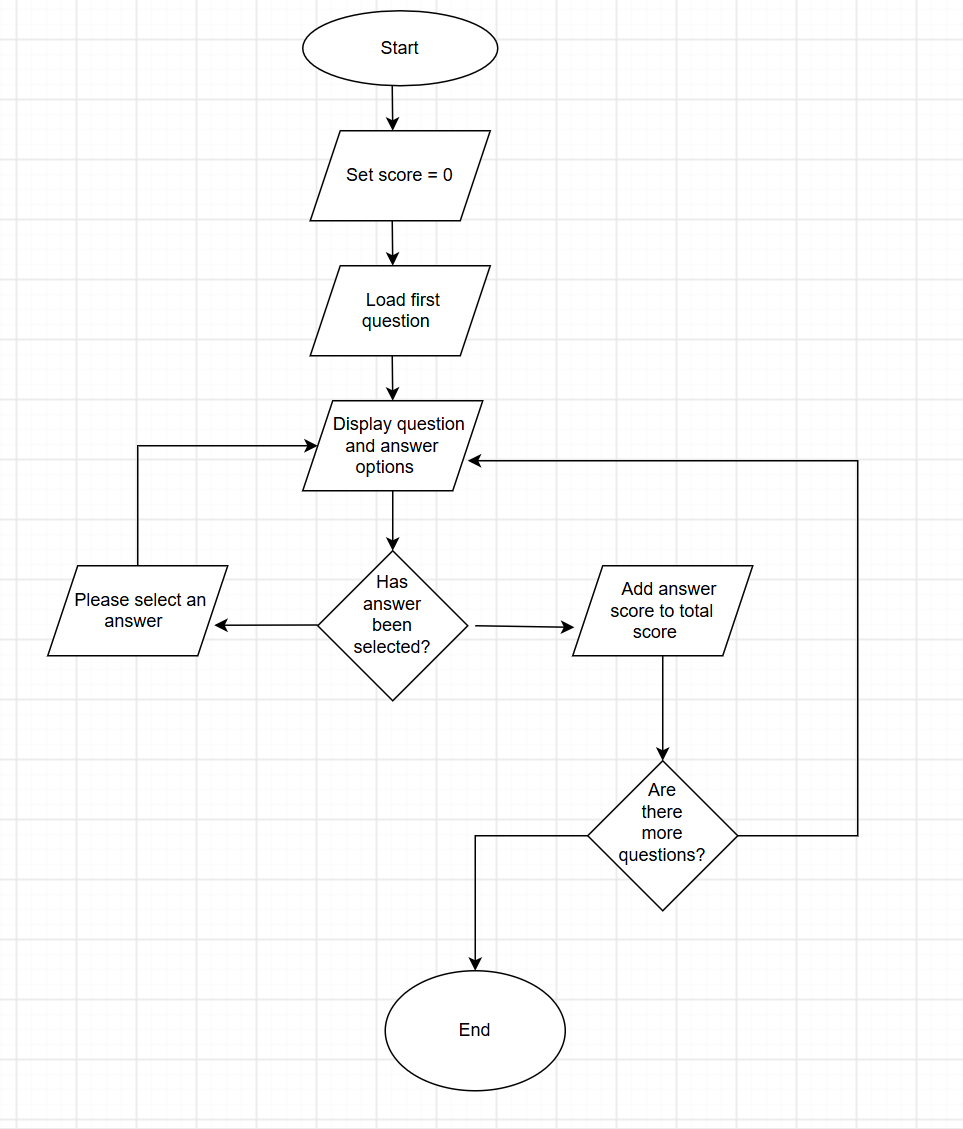 Start
Set score = 0
Load first
question
Display question
and answer
options
Has
answer
been
selected?
Please select an
answer
Add answer
score to total
score
Are
there
more
questions?
End